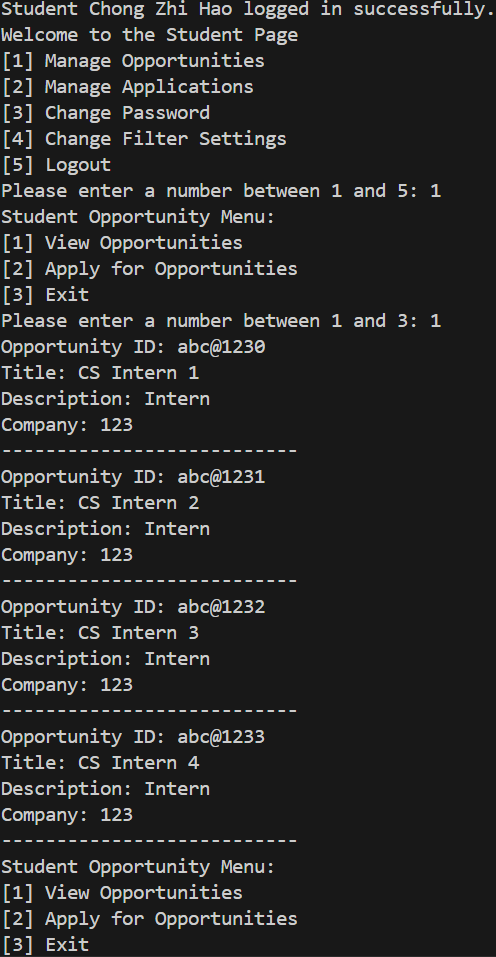 Student Chong Zhi Hao logged in successfully.
Welcome to the Student Page
[1] Manage Opportunities
[2] Manage Applications
[3] Change Password
[4] Change Filter Settings
[5] Logout
Please enter a number between 1 and 5: 1
Student Opportunity Menu:
[1] View Opportunities
[2] Apply for Opportunities
[3] Exit
Please enter a number between 1 and 3: 1
Opportunity ID: abc@1230
Title: CS Intern 1
Description: Intern
Company: 123
---------------------------
Opportunity ID: abc@1231
Title: CS Intern 2
Description: Intern
Company: 123
---------------------------
Opportunity ID: abc@1232
Title: CS Intern 3
Description: Intern
Company: 123
---------------------------
Opportunity ID: abc@1233
Title: CS Intern 4
Description: Intern
Company: 123
---------------------------
Student Opportunity Menu:
[1] View Opportunities
[2] Apply for Opportunities
[3] Exit